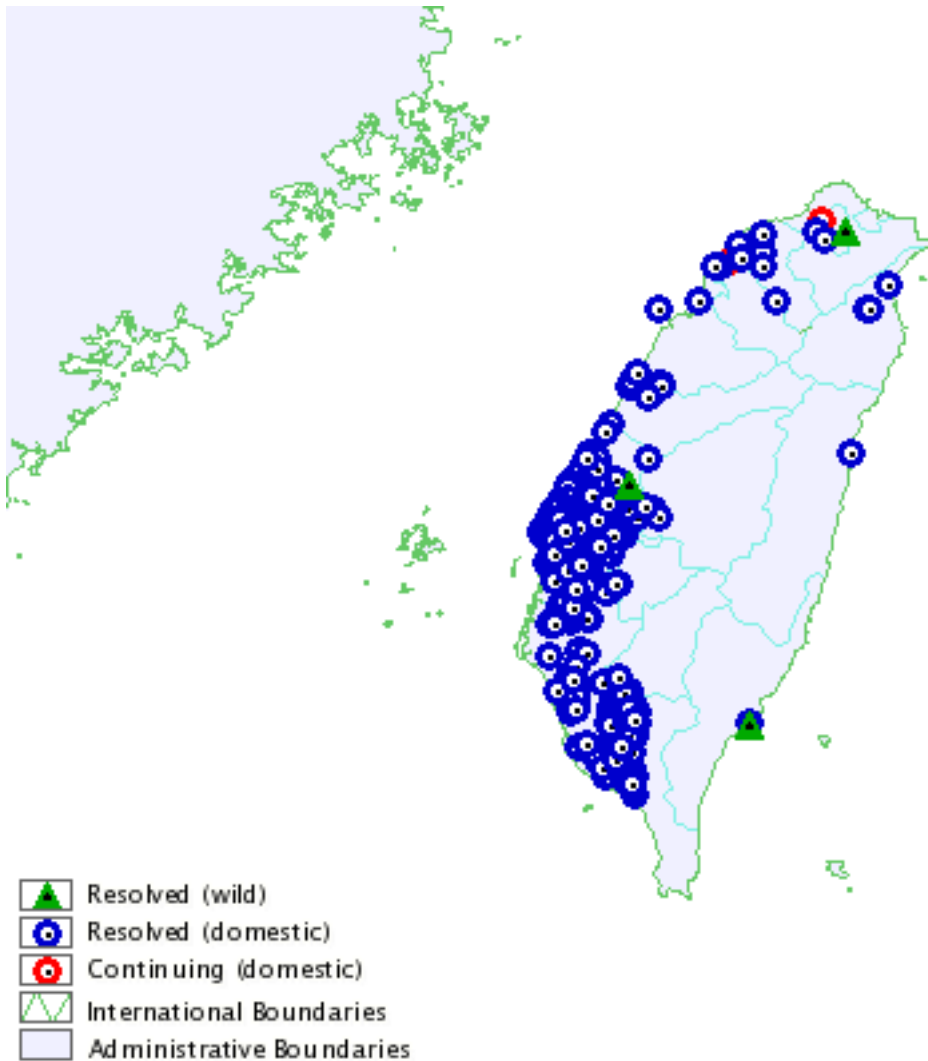 Resolved (wild)
Resolved (domestic)
Continuing (domestic)
International Boundaries
Administrative Boundaries